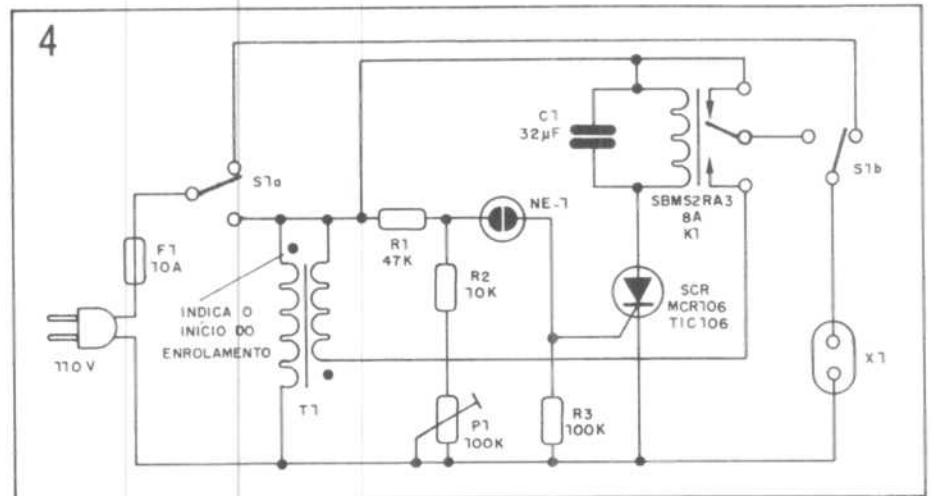 4
C1
32µF
S1a
S1b
NE-1
SBMS2RA3
8A
K1
R1
47K
F1
10A
R2
10K
SCR
MCR106
TIC106
INDICA O
INÍCIO DO
ENROLAMENTO
110V
X1
T1
P1
100K
R3
100K